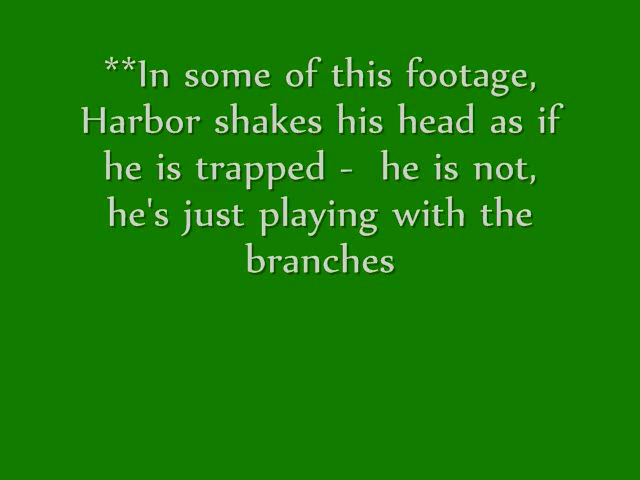 **In some of this footage,
Harbor shakes his head as if
he is trapped -  he is not,
he's just playing with the
branches